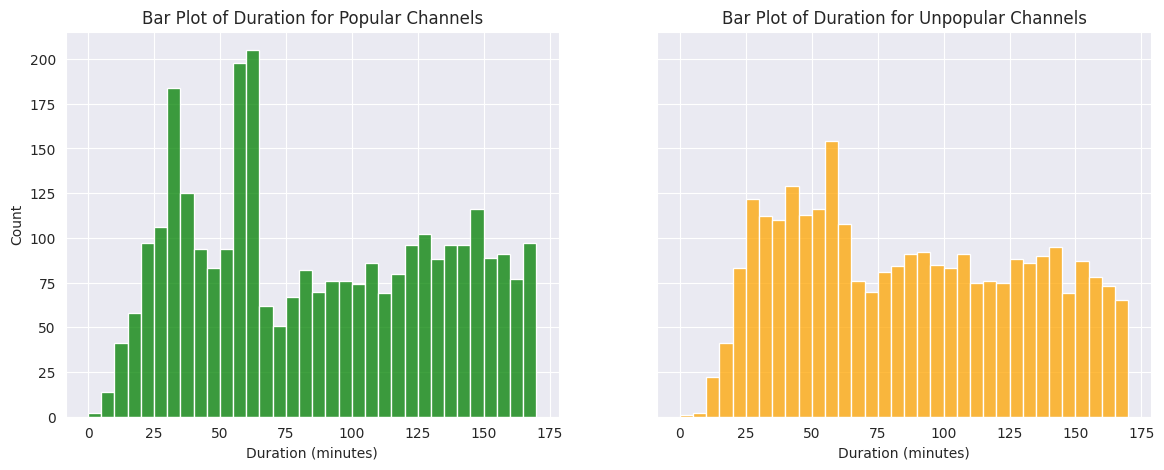 Bar Plot of Duration for Popular Channels
200
175
150
125
100
75
50
25
0
Count
0 25 50 75 100 125 150 175
Duration (minutes)
Bar Plot of Duration for Unpopular Channels
0 25 50 75 100 125 150 175
Duration (minutes)